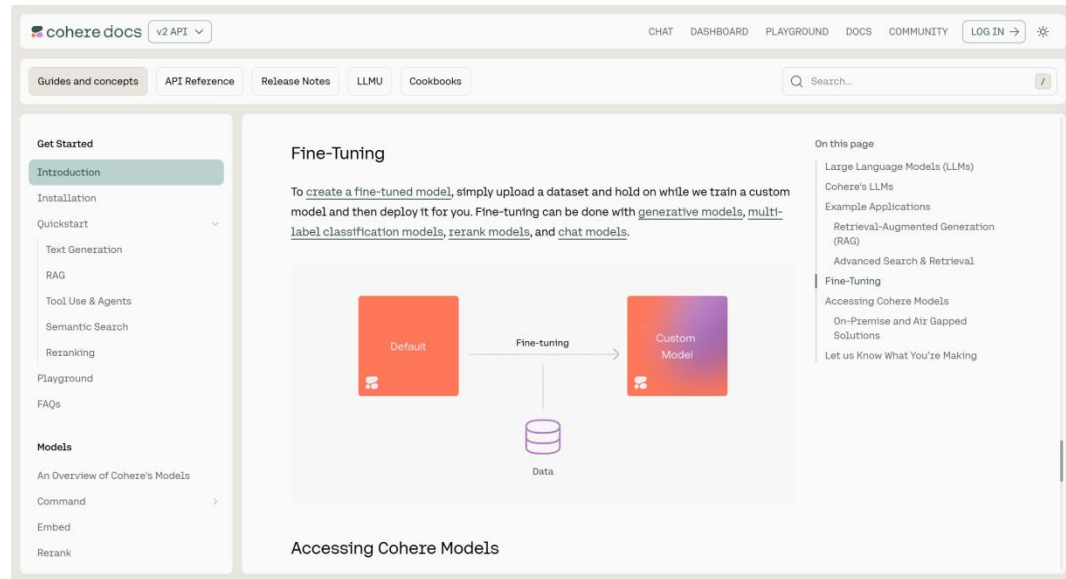 cohere docs v2 API
CHAT DASHBOARD PLAYGROUND DOCS COMMUNITY LOG IN →
Guides and concepts API Reference Release Notes LLMU Cookbooks
Search... /
Get Started
Introduction
Installation
Quickstart
Text Generation
RAG
Tool Use & Agents
Semantic Search
Reranking
Playground
FAQs
Models
An Overview of Cohere's Models
Command
Embed
Rerank
Fine-Tuning
To create a fine-tuned model, simply upload a dataset and hold on while we train a custom
model and then deploy it for you. Fine-tuning can be done with generative models, multi-
label classification models, rerank models, and chat models.
Default
Fine-tuning
Custom
Model
Data
Accessing Cohere Models
On this page
Large Language Models (LLMs)
Cohere's LLMs
Example Applications
Retrieval-Augmented Generation
(RAG)
Advanced Search & Retrieval
Fine-Tuning
Accessing Cohere Models
On-Premise and Air Gapped
Solutions
Let us Know What You're Making